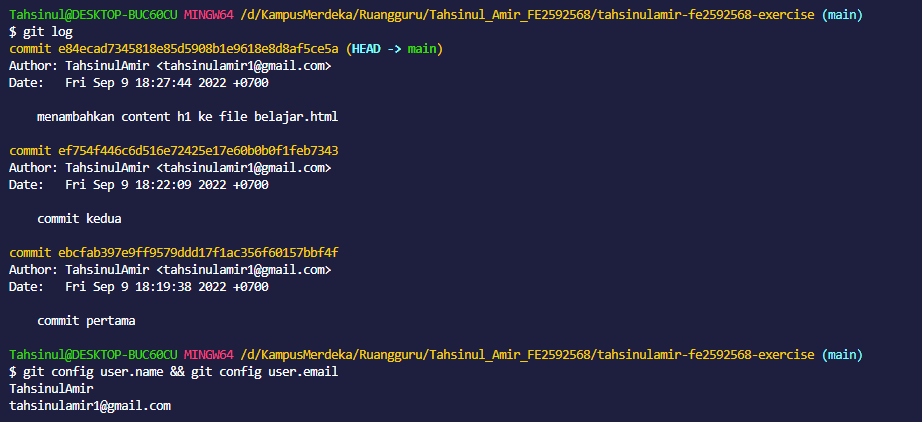 Tahsinul@DESKTOP-BUC60CU MINGW64 /d/KampusMerdeka/Ruangguru/Tahsinul_Amir_FE2592568/tahsinulamir-fe2592568-exercise (main)
$ git log
commit e84ecad7345818e85d5908b1e9618e8d8af5ce5a (HEAD -> main)
Author: TahsinulAmir <tahsinulamir1@gmail.com>
Date:   Fri Sep 9 18:27:44 2022 +0700
    menambahkan content h1 ke file belajar.html
commit ef754f446c6d516e72425e17e60b0b0f1feb7343
Author: TahsinulAmir <tahsinulamir1@gmail.com>
Date:   Fri Sep 9 18:22:09 2022 +0700
    commit kedua
commit ebcfab397e9ff9579ddd17f1ac356f60157bbf4f
Author: TahsinulAmir <tahsinulamir1@gmail.com>
Date:   Fri Sep 9 18:19:38 2022 +0700
    commit pertama
Tahsinul@DESKTOP-BUC60CU MINGW64 /d/KampusMerdeka/Ruangguru/Tahsinul_Amir_FE2592568/tahsinulamir-fe2592568-exercise (main)
$ git config user.name && git config user.email
TahsinulAmir
tahsinulamir1@gmail.com